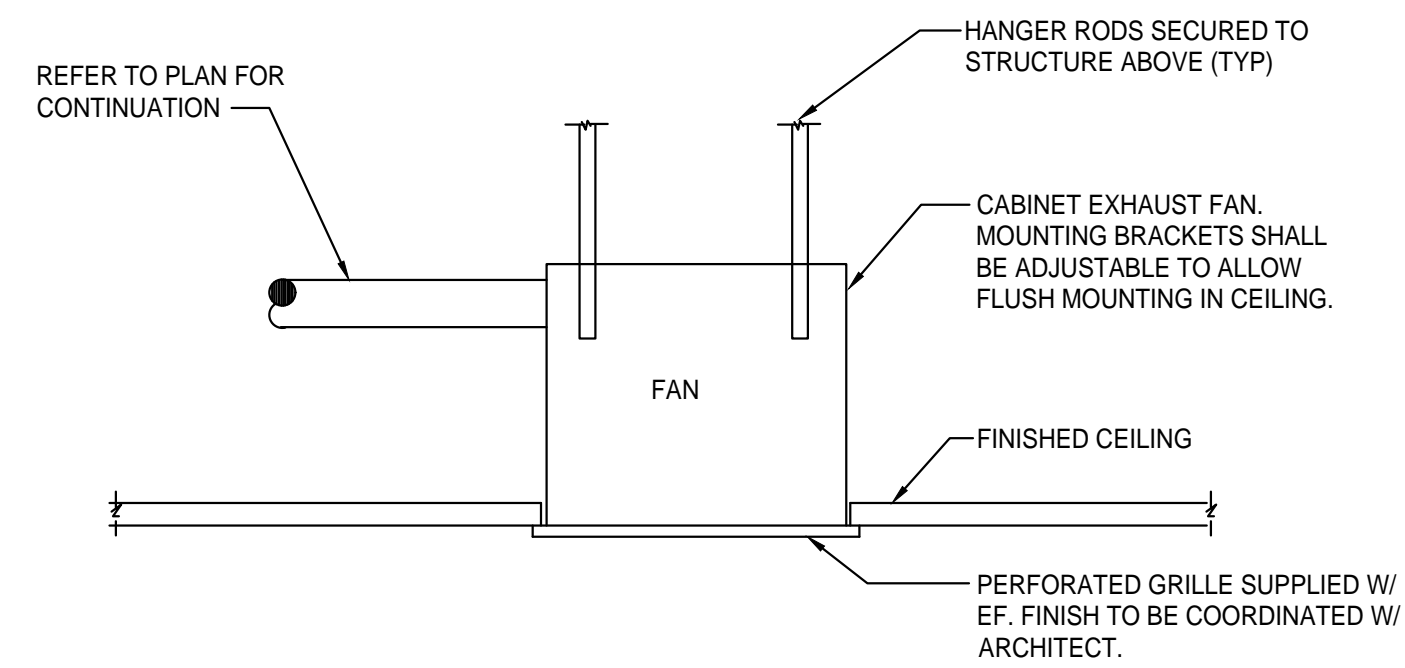 HANGER RODS SECURED TO
STRUCTURE ABOVE (TYP)
REFER TO PLAN FOR
CONTINUATION
CABINET EXHAUST FAN.
MOUNTING BRACKETS SHALL
BE ADJUSTABLE TO ALLOW
FLUSH MOUNTING IN CEILING.
FAN
FINISHED CEILING
PERFORATED GRILLE SUPPLIED W/
EF. FINISH TO BE COORDINATED W/
ARCHITECT.